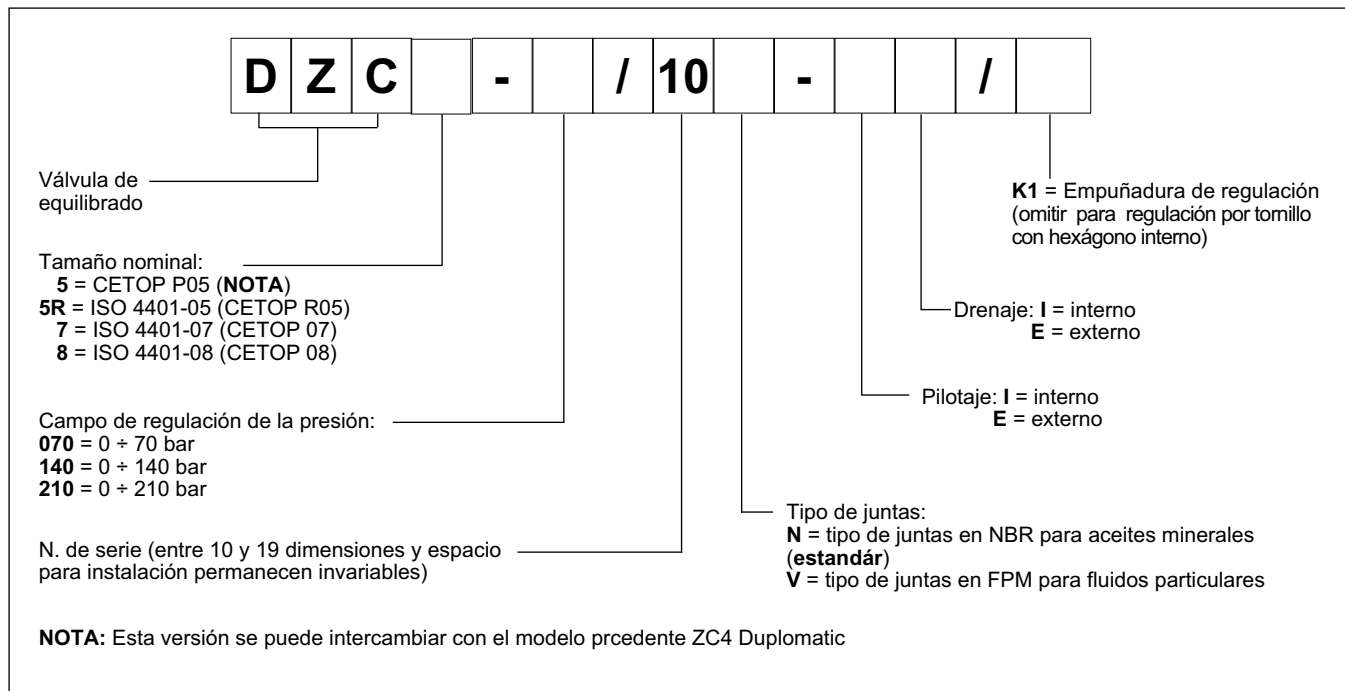 D Z C - / 10 - /
Válvula de
equilibrado
K1 = Empuñadura de regulación
(omitir para regulación por tornillo
con hexágono interno)
Tamaño nominal:
5 = CETOP P05 (NOTA)
5R = ISO 4401-05 (CETOP R05)
7 = ISO 4401-07 (CETOP 07)
8 = ISO 4401-08 (CETOP 08)
Drenaje: I = interno
E = externo
Pilotaje: I = interno
E = externo
Campo de regulación de la presión:
070 = 0 ÷ 70 bar
140 = 0 ÷ 140 bar
210 = 0 ÷ 210 bar
Tipo de juntas:
N = tipo de juntas en NBR para aceites minerales
(estandár)
V = tipo de juntas en FPM para fluidos particulares
N. de serie (entre 10 y 19 dimensiones y espacio
para instalación permanecen invariables)
NOTA: Esta versión se puede intercambiar con el modelo prcedente ZC4 Duplomatic